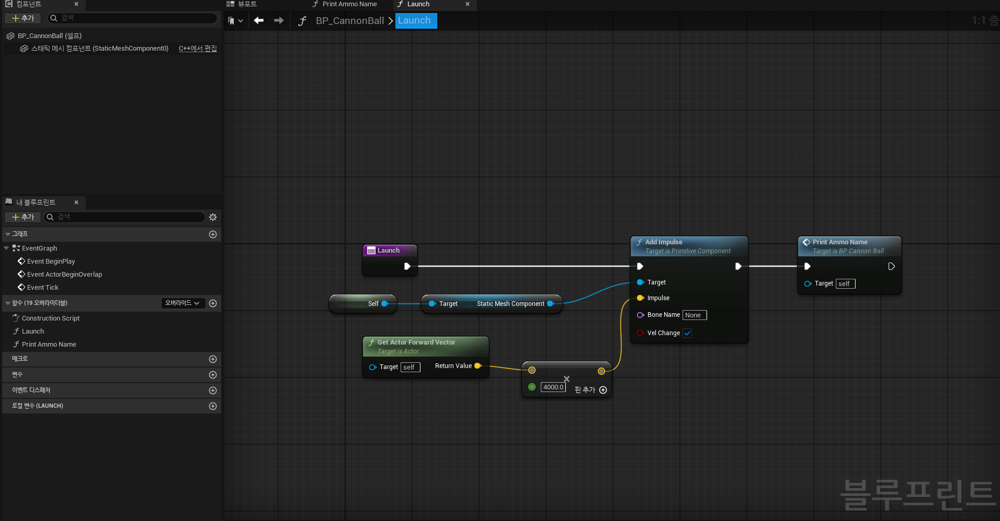 컴포넌트
추가
검색
BP_CannonBall (셀프)
스태틱 메시 컴포넌트 (StaticMeshComponent0) C++에서 편집
내 블루프린트
추가
검색
그래프
EventGraph
Event BeginPlay
Event ActorBeginOverlap
Event Tick
함수 (19 오버라이더블) 오버라이드
Construction Script
Launch
Print Ammo Name
매크로
변수
이벤트 디스패처
로컬 변수 (LAUNCH)
뷰포트 Print Ammo Name Launch
BP_CannonBall Launch
1:1 줌
Launch
Self
Target Static Mesh Component
Get Actor Forward Vector
Target is Actor
Target self Return Value
4000.0 핀 추가
Add Impulse
Target is Primitive Component
Target
Impulse
Bone Name None
Vel Change
Print Ammo Name
Target is BP Cannon Ball
Target self
블루프린트